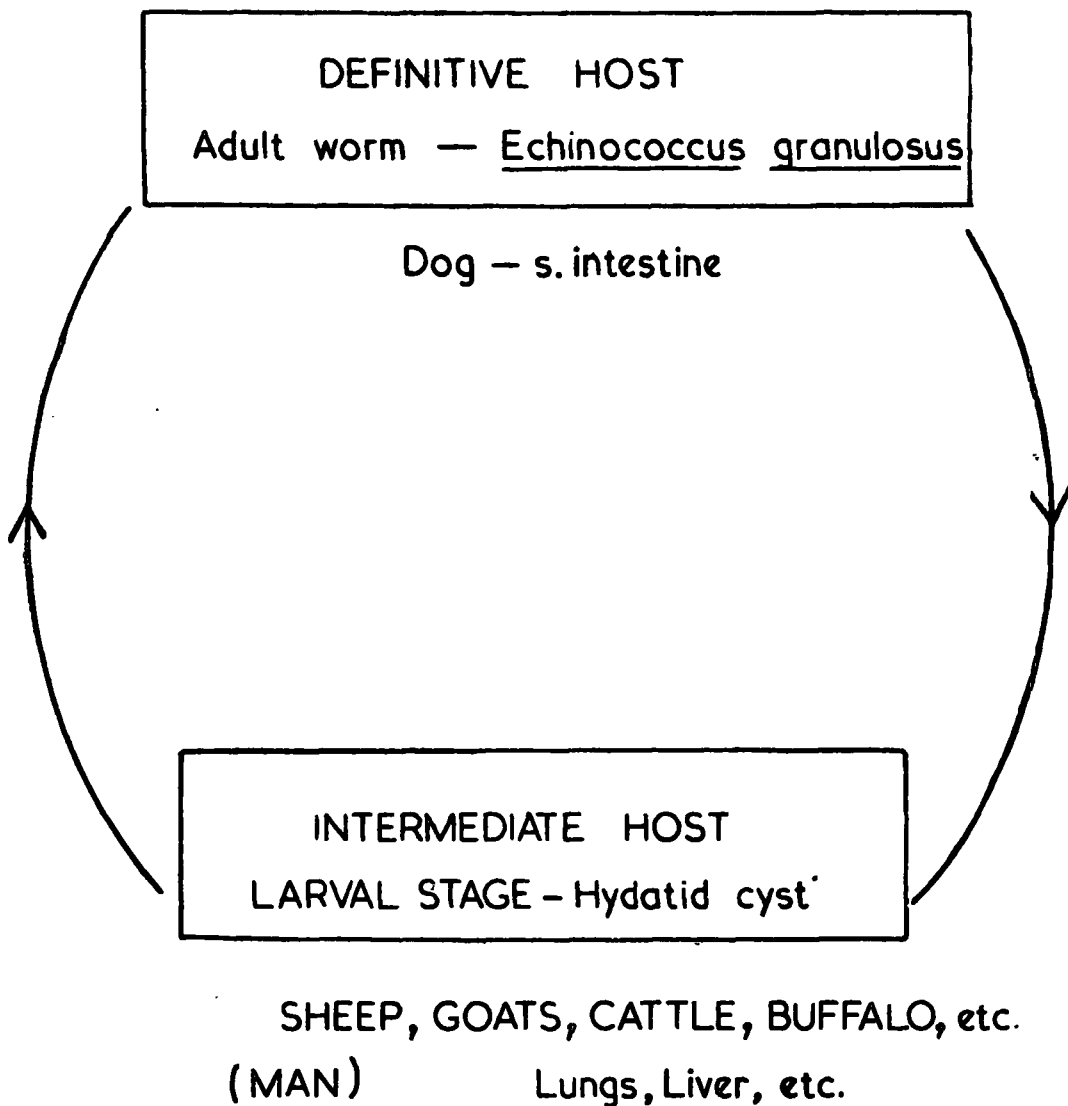 DEFINITIVE HOST
Adult worm — Echinococcus granulosus
Dog – s. intestine
INTERMEDIATE HOST
LARVAL STAGE – Hydatid cyst
SHEEP, GOATS, CATTLE, BUFFALO, etc.
(MAN) Lungs, Liver, etc.